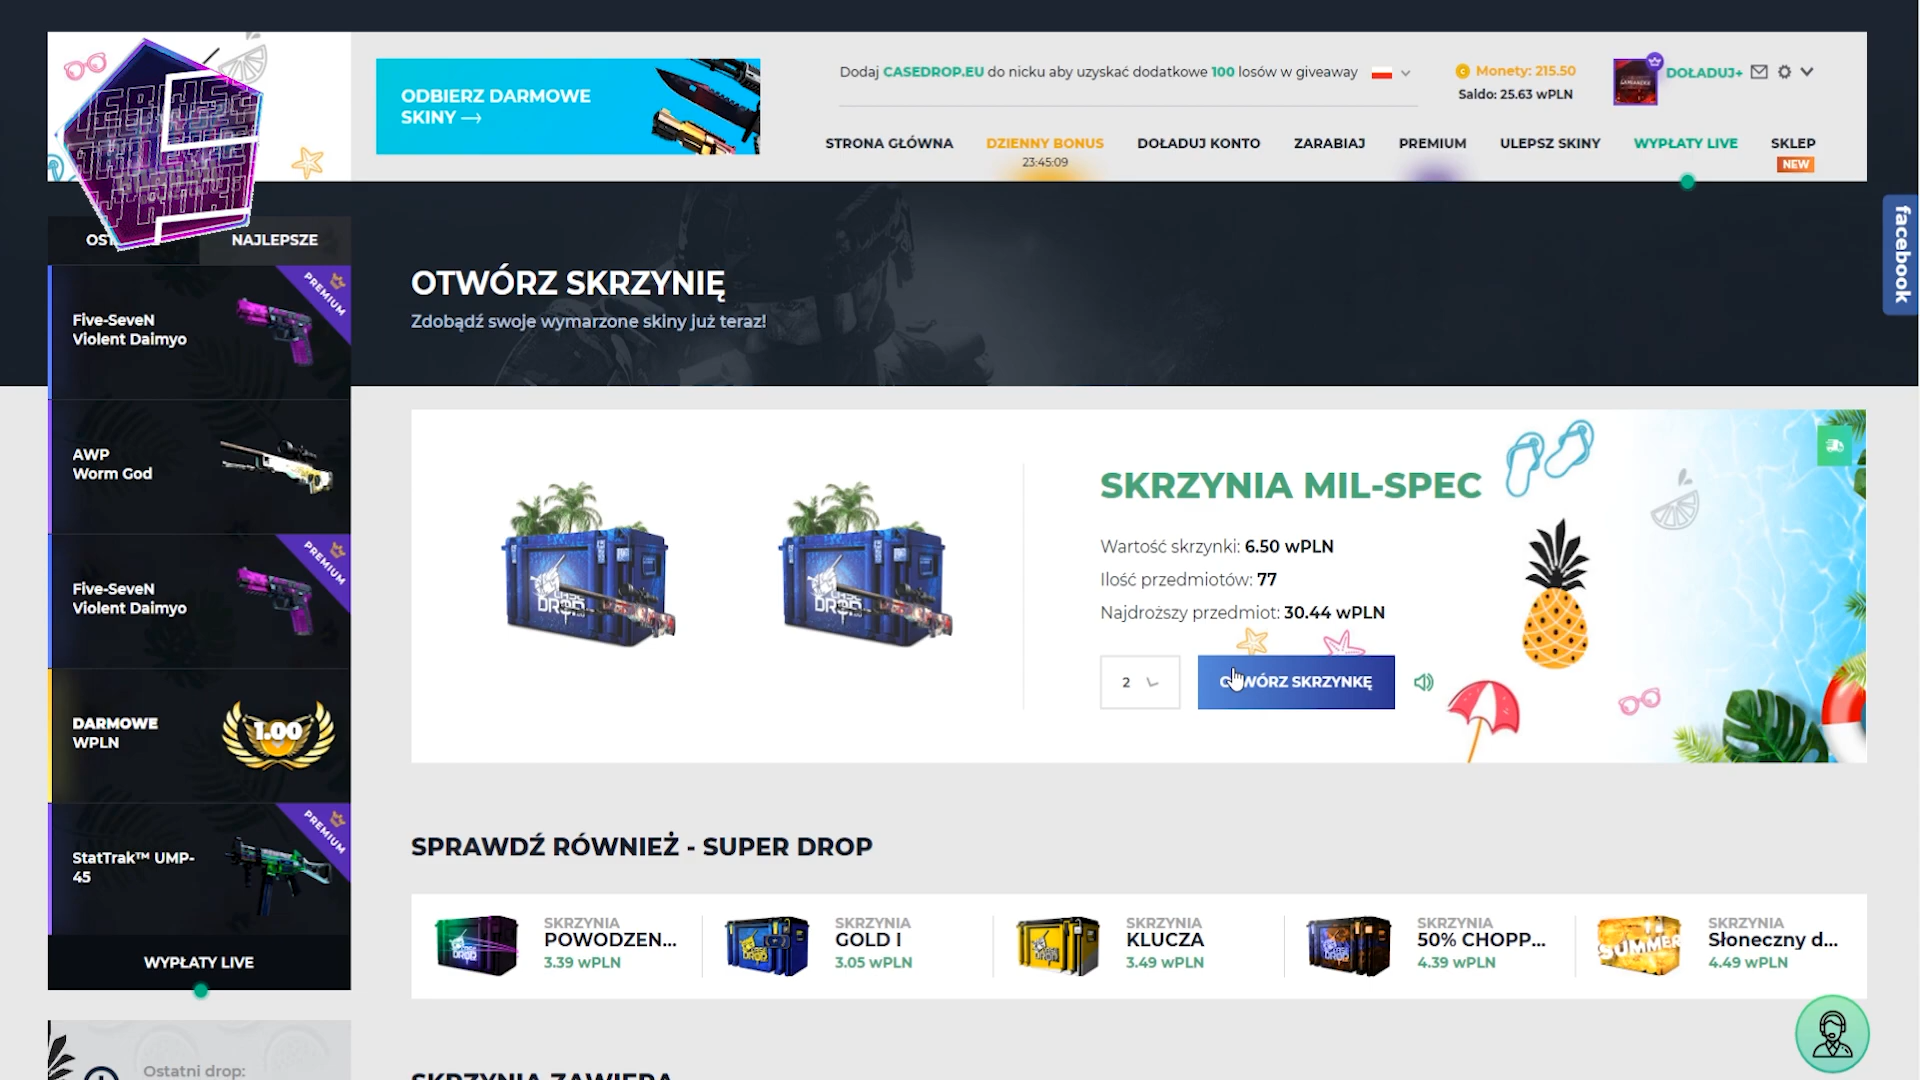 ODBIERZ DARMOWE
SKINY
Dodaj CASEDROP.EU do nicku aby uzyskać dodatkowe 100 losów w giveaway
Monety: 215.50
Saldo: 25.63 wPLN
DOŁADUJ+
STRONA GŁÓWNA
DZIENNY BONUS
23:45:09
DOŁADUJ KONTO
ZARABIAJ
PREMIUM
ULEPSZ SKINY
WYPŁATY LIVE
SKLEP
NEW
facebook
NAJLEPSZE
PREMIUM
Five-SeveN
Violent Daimyo
AWP
Worm God
PREMIUM
Five-SeveN
Violent Daimyo
DARMOWE
WPLN
1.00
PREMIUM
StatTrak™ UMP-
45
WYPŁATY LIVE
Ostatni drop:
OTWÓRZ SKRZYNIĘ
Zdobądź swoje wymarzone skiny już teraz!
SKRZYNIA MIL-SPEC
Wartość skrzynki: 6.50 wPLN
Ilość przedmiotów: 77
Najdroższy przedmiot: 30.44 wPLN
2
OTWÓRZ SKRZYNKĘ
SPRAWDŹ RÓWNIEŻ - SUPER DROP
SKRZYNIA
POWODZEN...
3.39 wPLN
SKRZYNIA
GOLD I
3.05 wPLN
SKRZYNIA
KLUCZA
3.49 wPLN
SKRZYNIA
50% CHOPP...
4.39 wPLN
SUMMER
SKRZYNIA
Słoneczny d...
4.49 wPLN
SKRZYNIA ZAWIERA